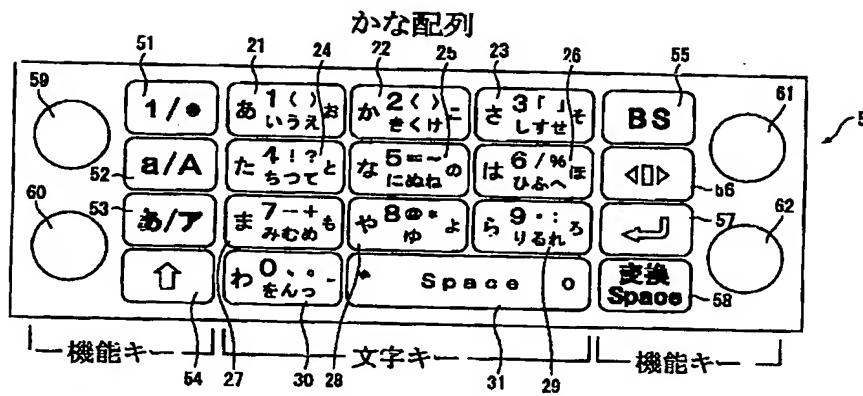 かな配列
51 21 24 22 25 23 26 55
59 61 5
1/● あ 1 ( ) お か 2 〈 〉 こ さ 3 「 」 そ BS
いうえ きくけ しすせ
a/A た 4 ! ? と な 5 = ~ の は 6 / % ほ
52 ちつて にぬね ひふへ 56
60 53 57 62
あ/ア ま 7 - + も や 8 @ * よ ら 9 ・ : ろ
みむめ ゆ りるれ
⇧ わ 0 、 。 - ゛ Space ゜ 変換
をんっ Space 58
機能キー 文字キー 機能キー
54 27 30 28 31 29